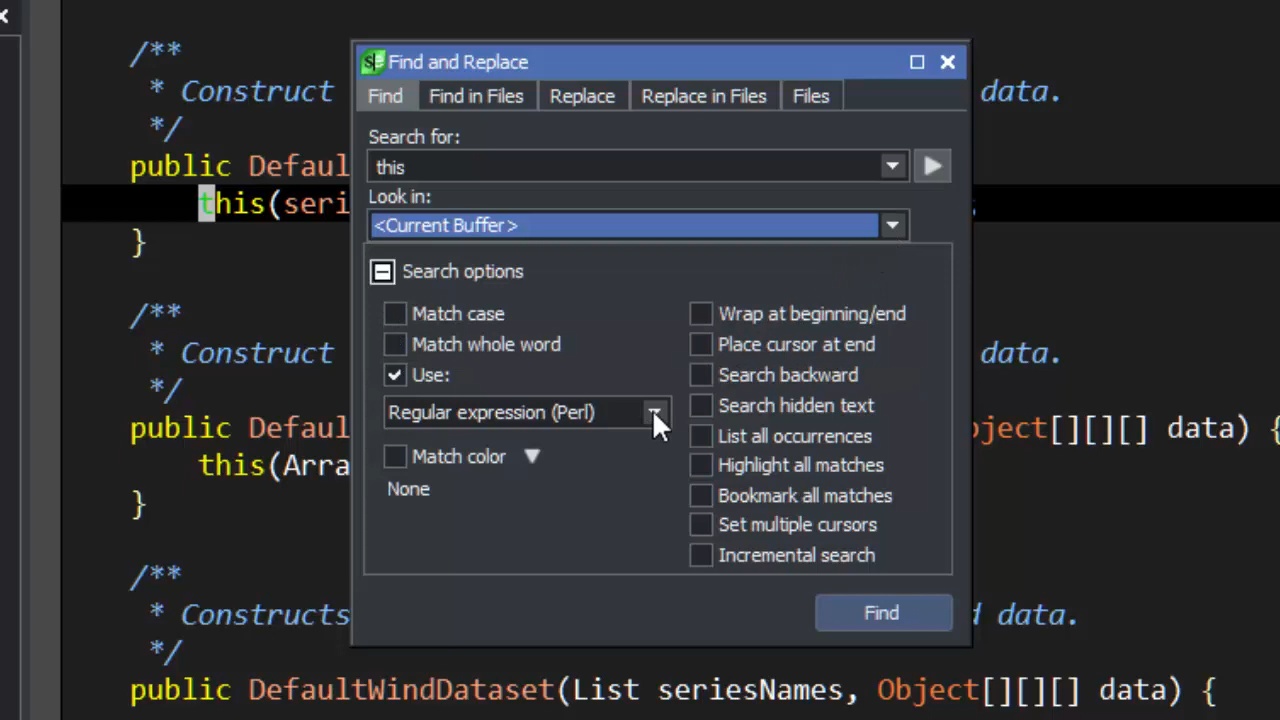 /**
* Construct
data.
*/
public Defaul
this(seri
}
/**
* Construct
data.
*/
public Defaul
bject[][][] data) {
this(Arra
}
/**
* Constructs
d data.
*/
public DefaultWindDataset(List seriesNames, Object[][][] data) {
Find and Replace
Find
Find in Files
Replace
Replace in Files
Files
Search for:
this
Look in:
<Current Buffer>
Search options
Match case
Match whole word
Use:
Regular expression (Perl)
Match color
None
Wrap at beginning/end
Place cursor at end
Search backward
Search hidden text
List all occurrences
Highlight all matches
Bookmark all matches
Set multiple cursors
Incremental search
Find